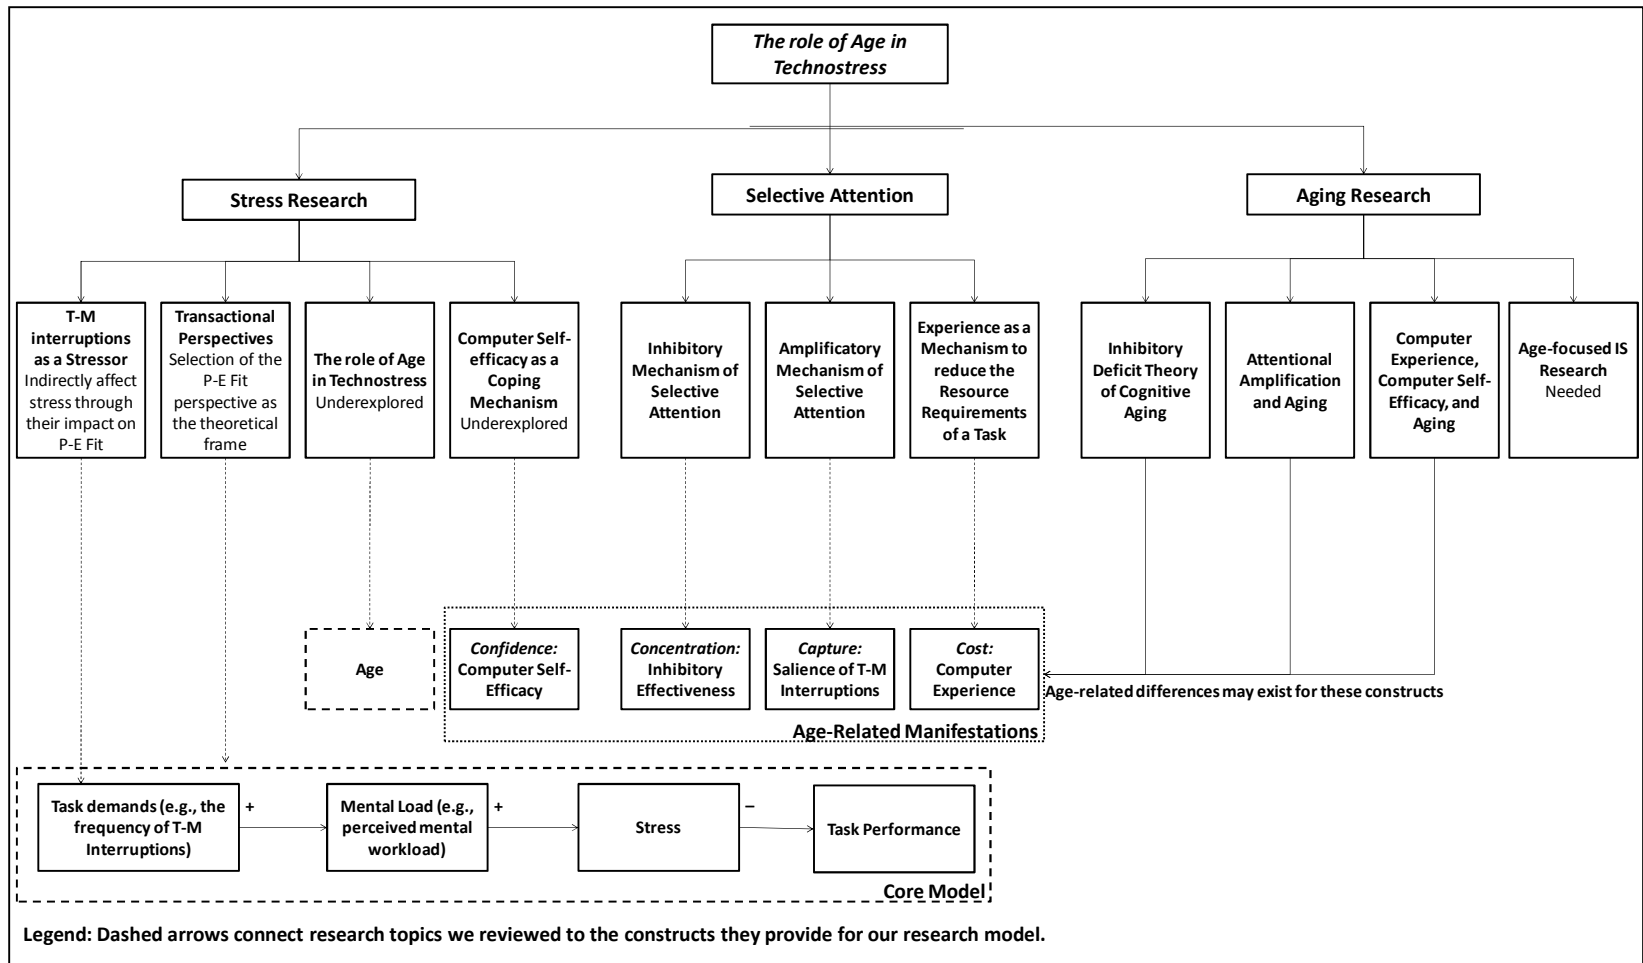 The role of Age in
Technostress
Stress Research
Selective Attention
Aging Research
T-M
interruptions
as a Stressor
Indirectly affect
stress through
their impact on
P-E Fit
Transactional
Perspectives
Selection of the
P-E Fit
perspective as
the theoretical
frame
The role of Age
in Technostress
Underexplored
Computer Self-
efficacy as a
Coping
Mechanism
Underexplored
Inhibitory
Mechanism of
Selective
Attention
Amplificatory
Mechanism of
Selective
Attention
Experience as a
Mechanism to
reduce the
Resource
Requirements
of a Task
Inhibitory
Deficit Theory
of Cognitive
Aging
Attentional
Amplification
and Aging
Computer
Experience,
Computer Self-
Efficacy, and
Aging
Age-focused IS
Research
Needed
Age
Confidence:
Computer Self-
Efficacy
Concentration:
Inhibitory
Effectiveness
Capture:
Salience of T-M
Interruptions
Cost:
Computer
Experience
Age-related differences may exist for these constructs
Age-Related Manifestations
Task demands (e.g., the
frequency of T-M
Interruptions)
+
Mental Load (e.g.,
perceived mental
workload)
+
Stress
–
Task Performance
Core Model
Legend: Dashed arrows connect research topics we reviewed to the constructs they provide for our research model.